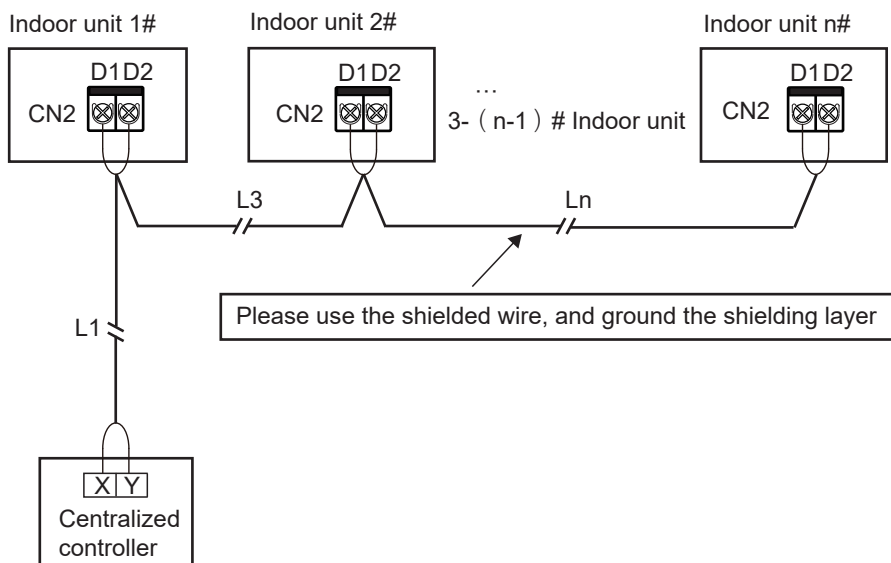 Indoor unit 1#
Indoor unit 2#
Indoor unit n#
D1D2
CN2
D1D2
CN2
…
3-（n-1）# Indoor unit
D1D2
CN2
L3
Ln
Please use the shielded wire, and ground the shielding layer
L1
X Y
Centralized
controller